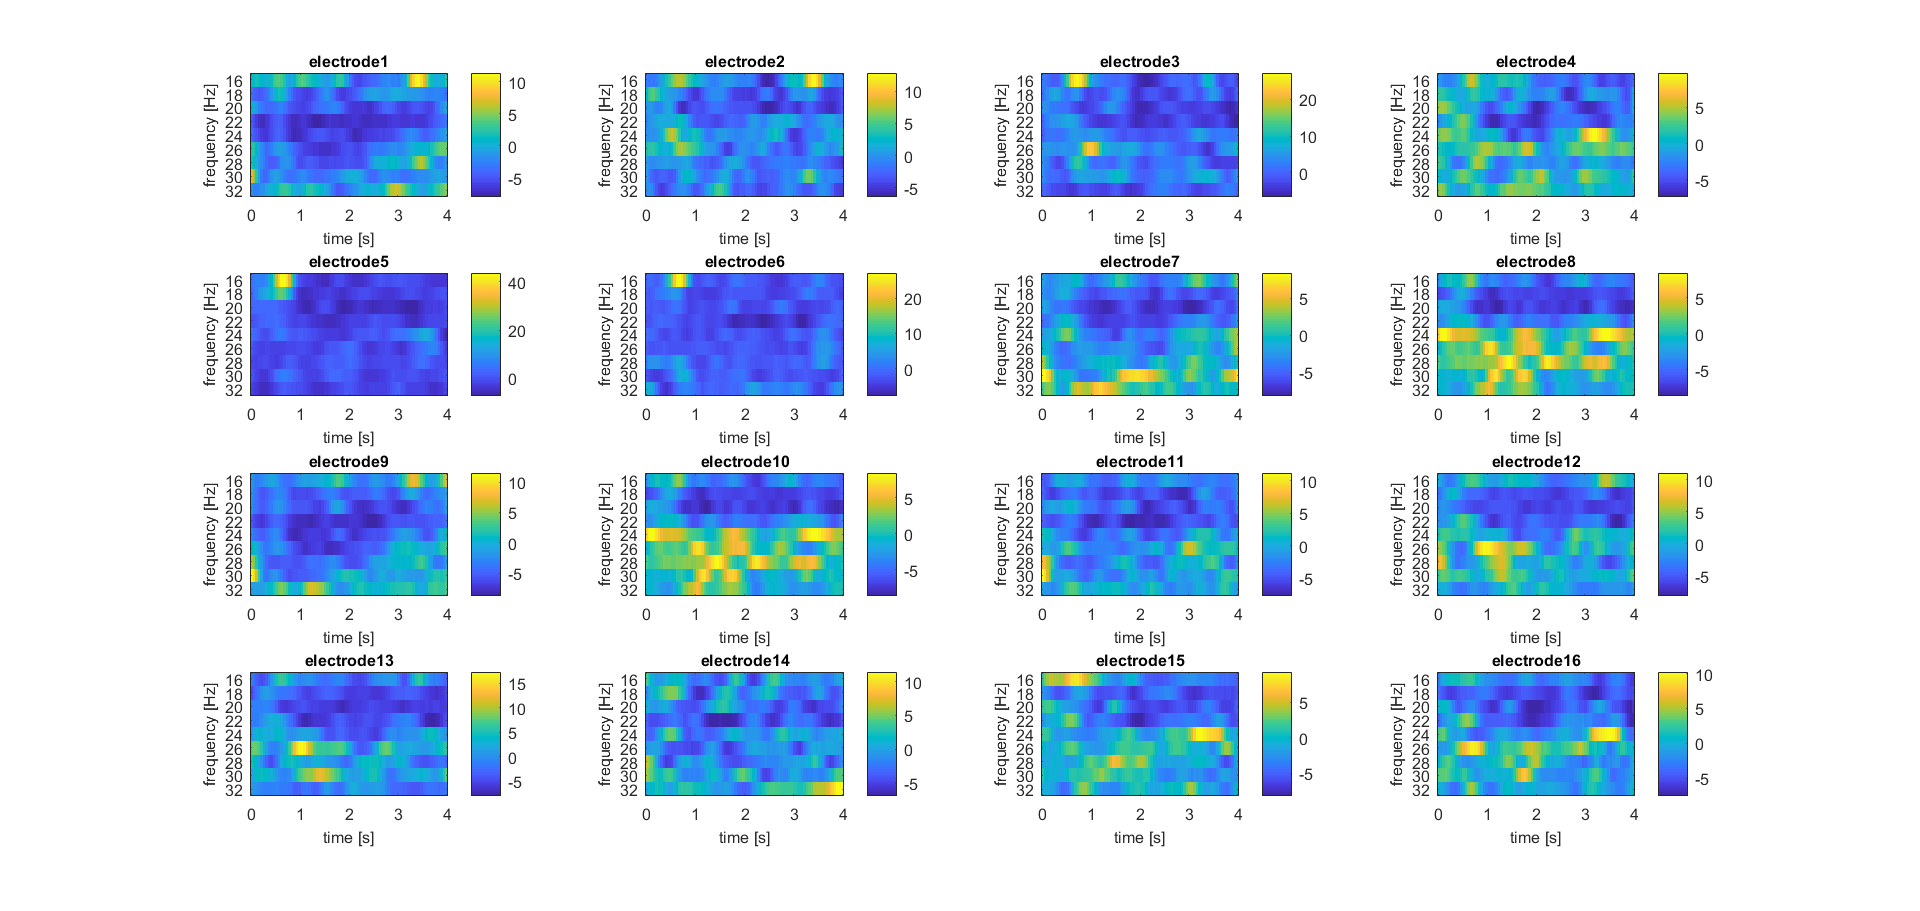 electrode1 electrode2 electrode3 electrode4
frequency [Hz] 16 18 20 22 24 26 28 30 32 0 1 2 3 4 time [s] 10 5 0 -5
frequency [Hz] 16 18 20 22 24 26 28 30 32 0 1 2 3 4 time [s] 10 5 0 -5
frequency [Hz] 16 18 20 22 24 26 28 30 32 0 1 2 3 4 time [s] 20 10 0
frequency [Hz] 16 18 20 22 24 26 28 30 32 0 1 2 3 4 time [s] 5 0 -5
electrode5 electrode6 electrode7 electrode8
frequency [Hz] 16 18 20 22 24 26 28 30 32 0 1 2 3 4 time [s] 40 20 0
frequency [Hz] 16 18 20 22 24 26 28 30 32 0 1 2 3 4 time [s] 20 10 0
frequency [Hz] 16 18 20 22 24 26 28 30 32 0 1 2 3 4 time [s] 5 0 -5
frequency [Hz] 16 18 20 22 24 26 28 30 32 0 1 2 3 4 time [s] 5 0 -5
electrode9 electrode10 electrode11 electrode12
frequency [Hz] 16 18 20 22 24 26 28 30 32 0 1 2 3 4 time [s] 10 5 0 -5
frequency [Hz] 16 18 20 22 24 26 28 30 32 0 1 2 3 4 time [s] 5 0 -5
frequency [Hz] 16 18 20 22 24 26 28 30 32 0 1 2 3 4 time [s] 10 5 0 -5
frequency [Hz] 16 18 20 22 24 26 28 30 32 0 1 2 3 4 time [s] 10 5 0 -5
electrode13 electrode14 electrode15 electrode16
frequency [Hz] 16 18 20 22 24 26 28 30 32 0 1 2 3 4 time [s] 15 10 5 0 -5
frequency [Hz] 16 18 20 22 24 26 28 30 32 0 1 2 3 4 time [s] 10 5 0 -5
frequency [Hz] 16 18 20 22 24 26 28 30 32 0 1 2 3 4 time [s] 5 0 -5
frequency [Hz] 16 18 20 22 24 26 28 30 32 0 1 2 3 4 time [s] 10 5 0 -5